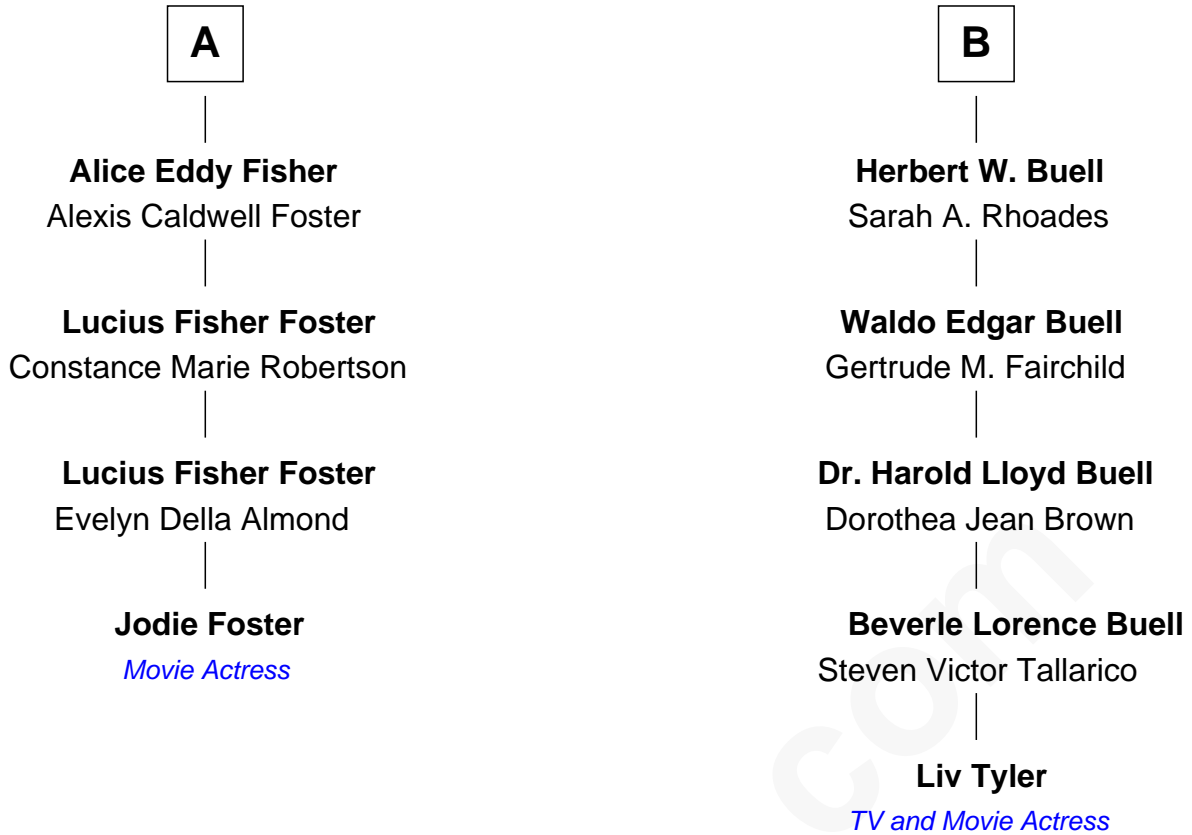 A
Alice Eddy Fisher
Alexis Caldwell Foster
Lucius Fisher Foster
Constance Marie Robertson
Lucius Fisher Foster
Evelyn Della Almond
Jodie Foster
Movie Actress
B
Herbert W. Buell
Sarah A. Rhoades
Waldo Edgar Buell
Gertrude M. Fairchild
Dr. Harold Lloyd Buell
Dorothea Jean Brown
Beverle Lorence Buell
Steven Victor Tallarico
Liv Tyler
TV and Movie Actress
com